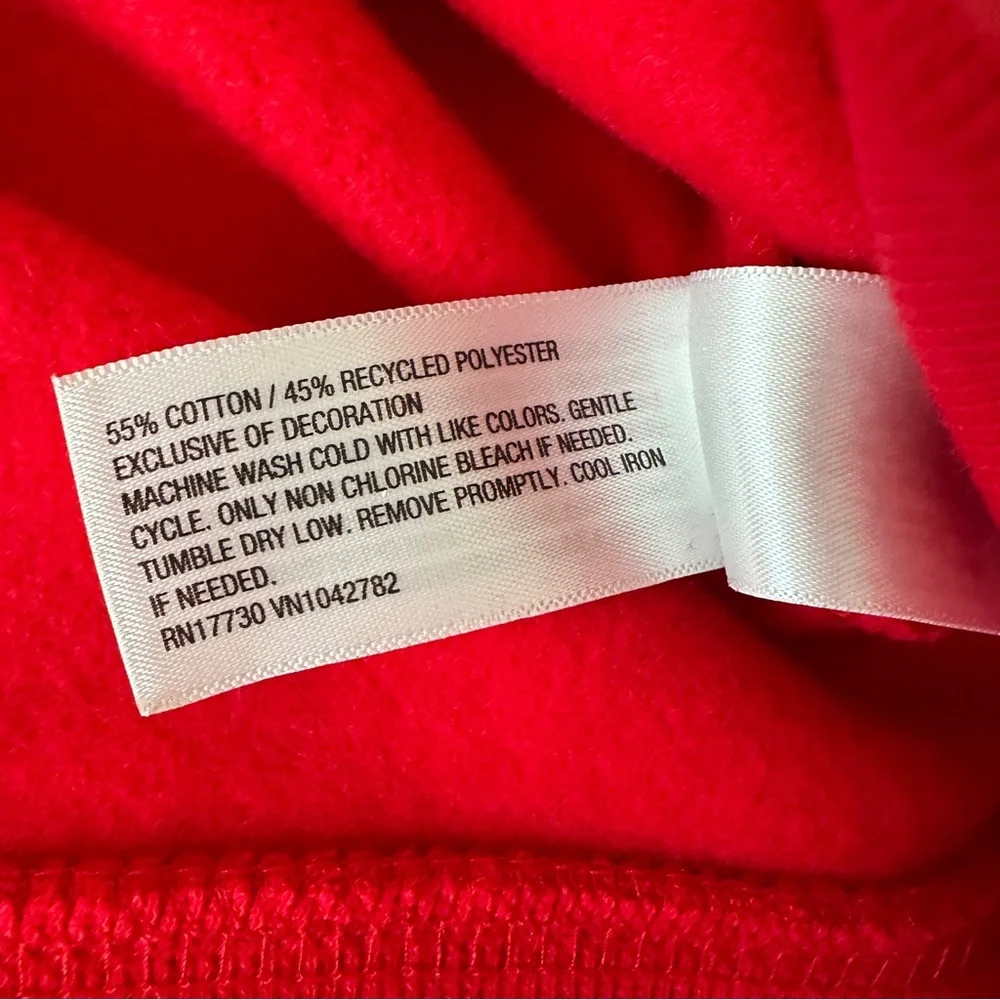 55% COTTON / 45% RECYCLED POLYESTER
EXCLUSIVE OF DECORATION
MACHINE WASH COLD WITH LIKE COLORS. GENTLE
CYCLE. ONLY NON CHLORINE BLEACH IF NEEDED.
TUMBLE DRY LOW. REMOVE PROMPTLY. COOL IRON
IF NEEDED.
RN17730 VN1042782